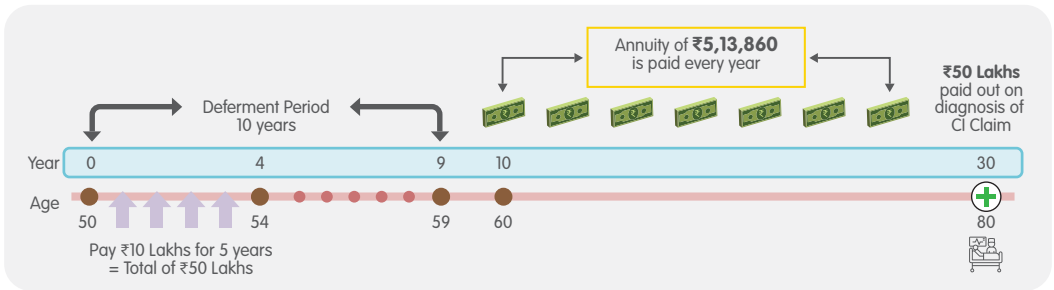 Annuity of ₹5,13,860
is paid every year
₹50 Lakhs
paid out on
diagnosis of
CI Claim
Deferment Period
10 years
Year 0 4 9 10 30
Age
50 54 59 60 80
Pay ₹10 Lakhs for 5 years
= Total of ₹50 Lakhs